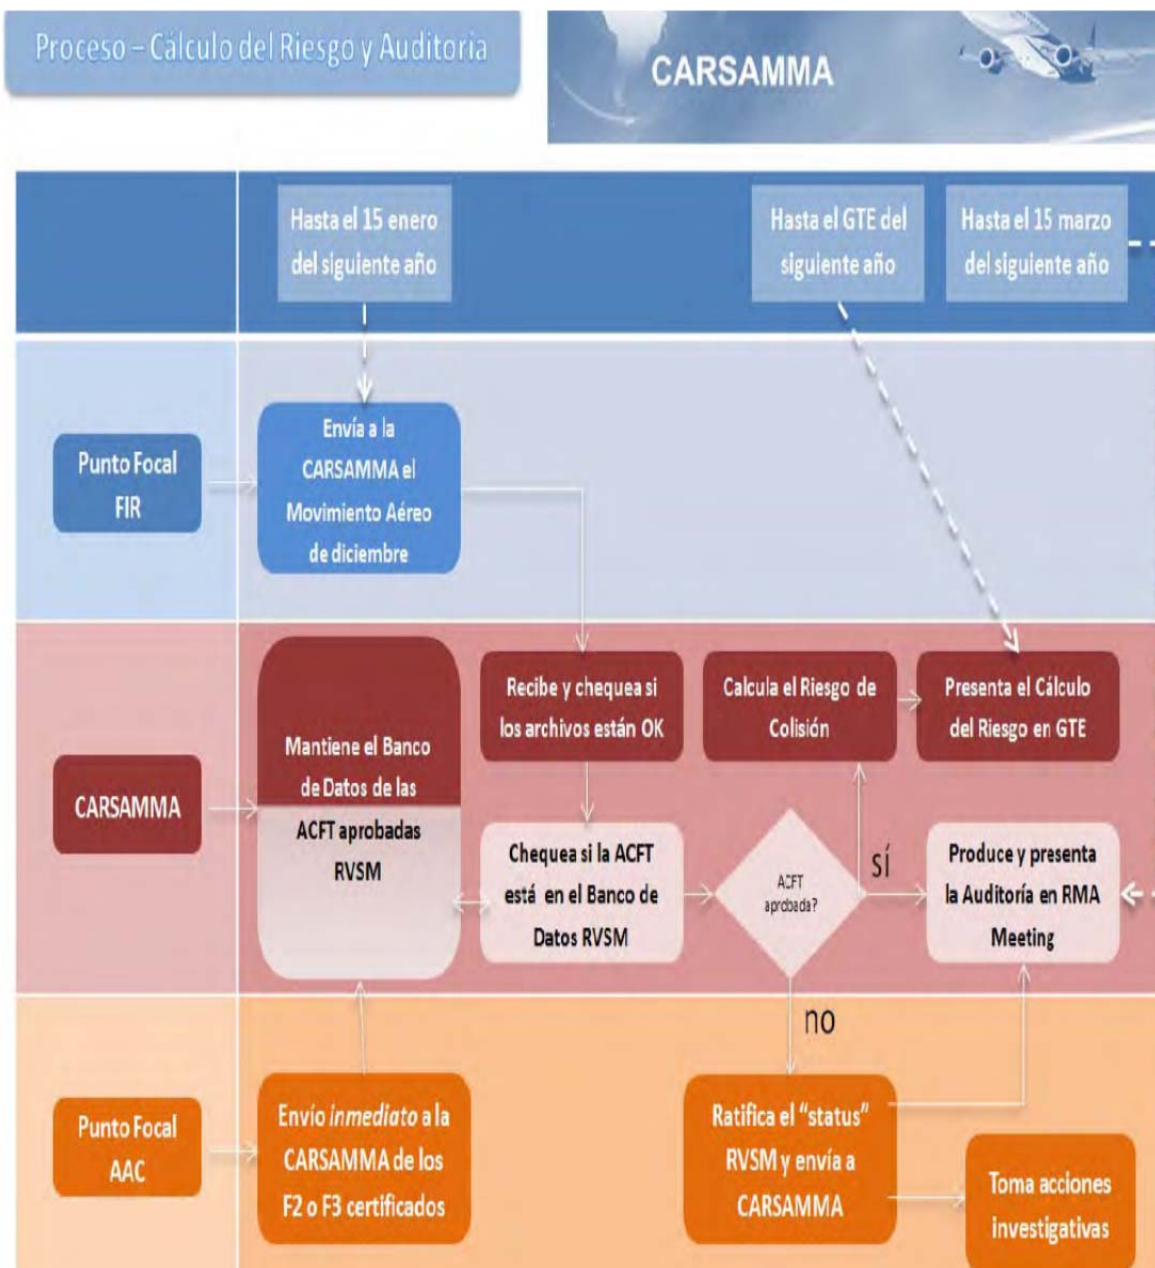 Proceso – Cálculo del Riesgo y Auditoria
CARSAMMA
Hasta el 15 enero
del siguiente año
Hasta el GTE del
siguiente año
Hasta el 15 marzo
del siguiente año
Punto Focal
FIR
Envía a la
CARSAMMA el
Movimiento Aéreo
de diciembre
CARSAMMA
Mantiene el Banco
de Datos de las
ACFT aprobadas
RVSM
Recibe y chequea si
los archivos están OK
Calcula el Riesgo de
Colisión
Presenta el Cálculo
del Riesgo en GTE
Chequea si la ACFT
está en el Banco de
Datos RVSM
ACFT
aprobada?
sí
Produce y presenta
la Auditoría en RMA
Meeting
no
Punto Focal
AAC
Envío inmediato a la
CARSAMMA de los
F2 o F3 certificados
Ratifica el “status”
RVSM y envía a
CARSAMMA
Toma acciones
investigativas